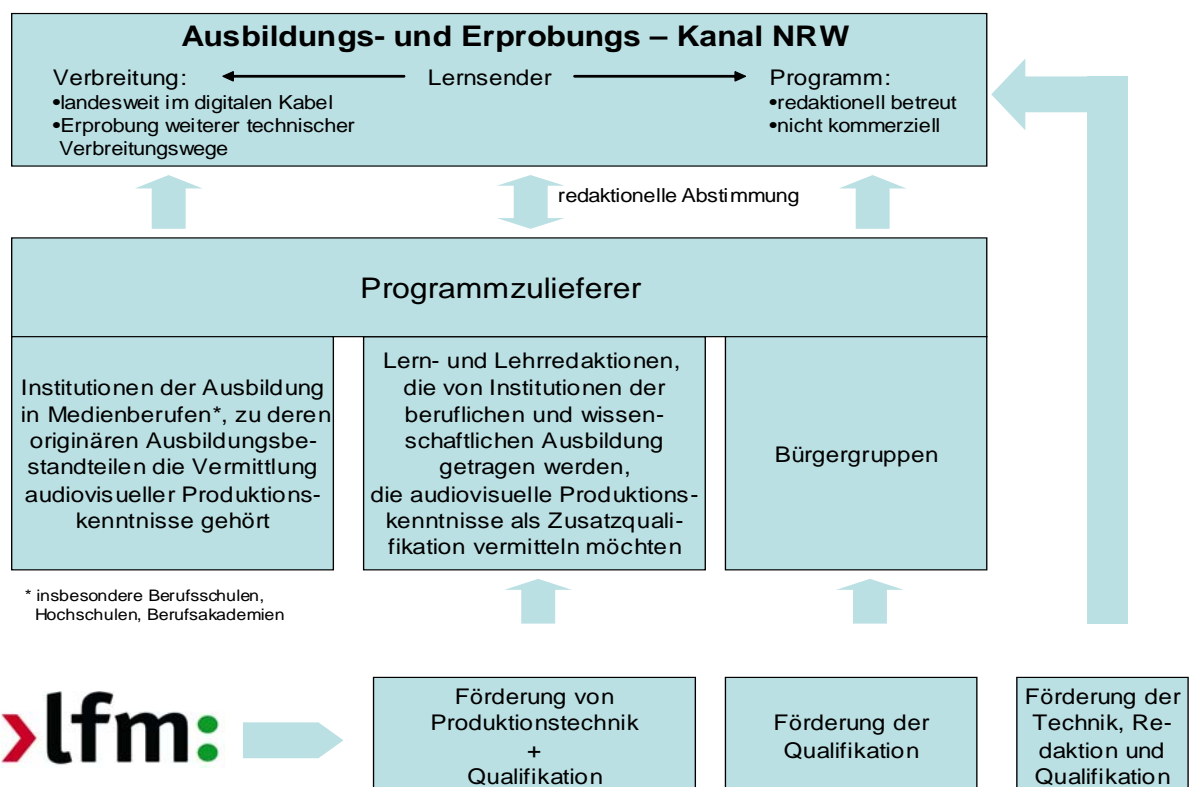 Ausbildungs- und Erprobungs – Kanal NRW
Verbreitung:
•landesweit im digitalen Kabel
•Erprobung weiterer technischer
Verbreitungswege
Lernsender
Programm:
•redaktionell betreut
•nicht kommerziell
redaktionelle Abstimmung
Programmzulieferer
Institutionen der Ausbildung
in Medienberufen*, zu deren
originären Ausbildungsbe-
standteilen die Vermittlung
audiovisueller Produktions-
kenntnisse gehört
Lern- und Lehrredaktionen,
die von Institutionen der
beruflichen und wissen-
schaftlichen Ausbildung
getragen werden,
die audiovisuelle Produktions-
kenntnisse als Zusatzquali-
fikation vermitteln möchten
Bürgergruppen
* insbesondere Berufsschulen,
Hochschulen, Berufsakademien
>lfm:
Förderung von
Produktionstechnik
+
Qualifikation
Förderung der
Qualifikation
Förderung der
Technik, Re-
daktion und
Qualifikation